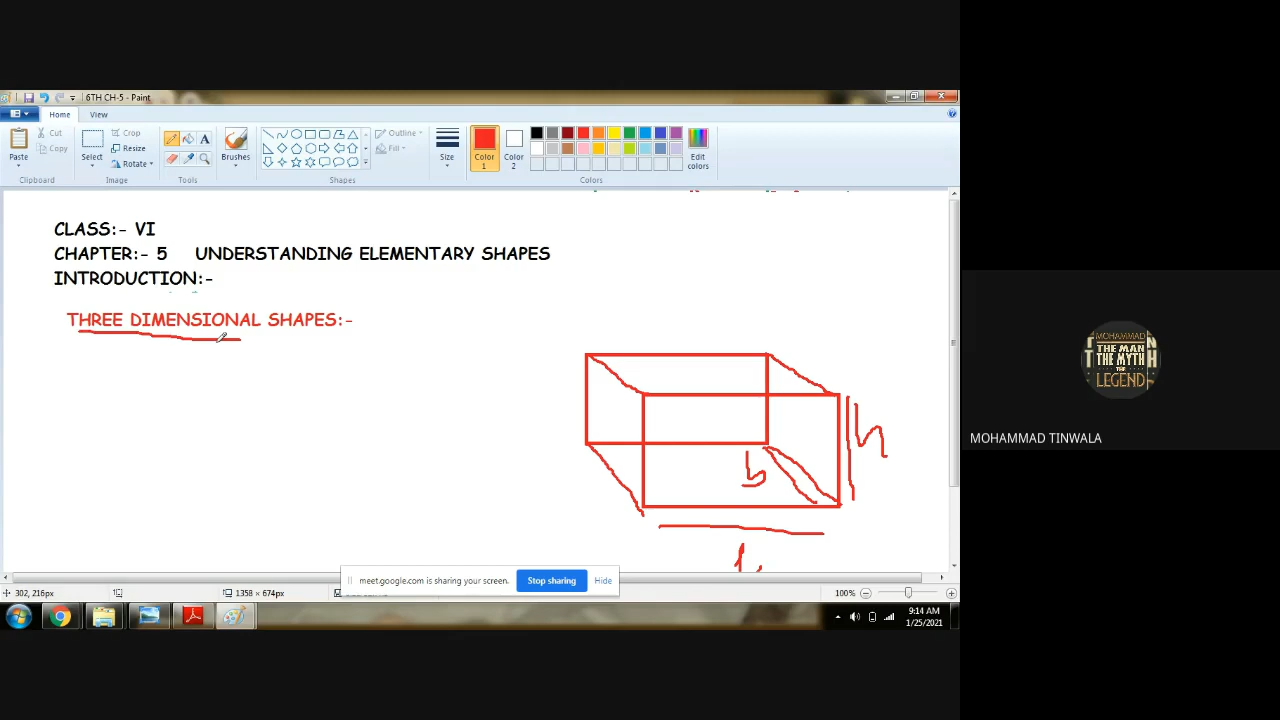 6TH CH-5 - Paint
Home View
Paste
Cut
Copy
Clipboard
Select
Crop
Resize
Rotate
Image
Tools
Brushes
Shapes
Outline
Fill
Size
Color 1
Color 2
Edit colors
Colors
CLASS:- VI
CHAPTER:- 5 UNDERSTANDING ELEMENTARY SHAPES
INTRODUCTION:-
THREE DIMENSIONAL SHAPES:-
h
b
MOHAMMAD
THE MAN
THE MYTH
THE
LEGEND
MOHAMMAD TINWALA
meet.google.com is sharing your screen. Stop sharing Hide
302, 216px 1358 × 674px 100%
9:14 AM
1/25/2021